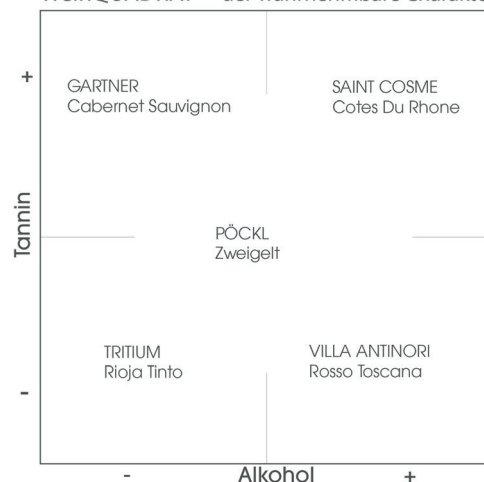 +
GARTNER
Cabernet Sauvignon
SAINT COSME
Cotes Du Rhone
Tannin
PÖCKL
Zweigelt
TRITIUM
Rioja Tinto
VILLA ANTINORI
Rosso Toscana
-
- Alkohol +